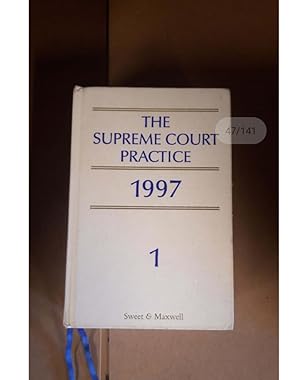 THE
SUPREME COURT
PRACTICE
47/141
1997
1
Sweet & Maxwell